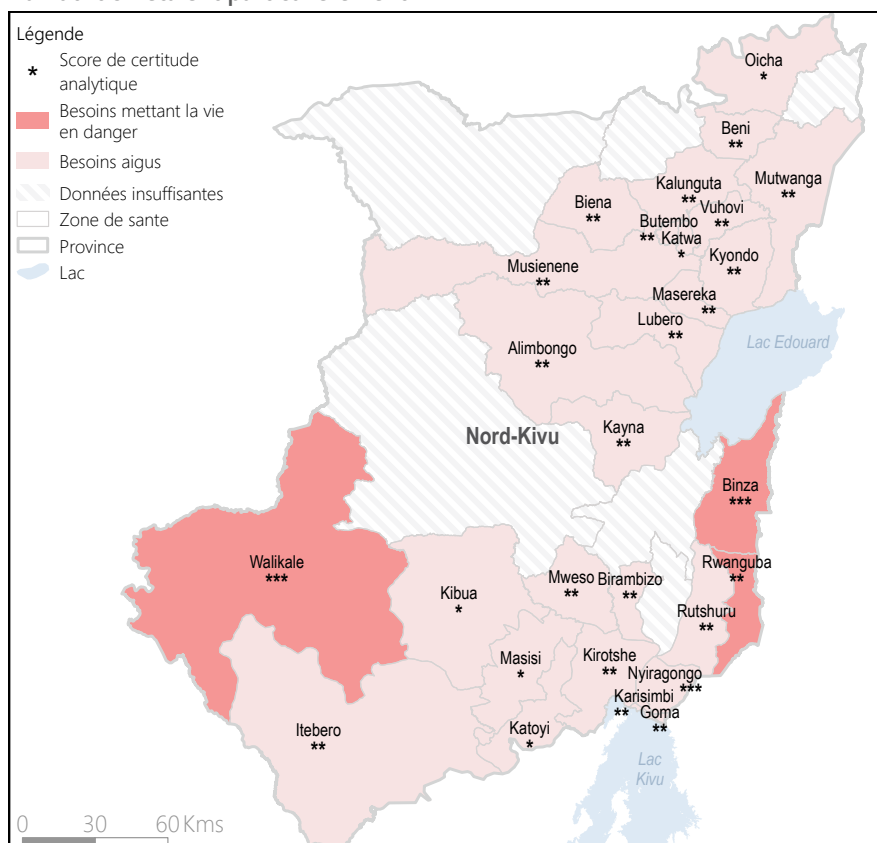 Légende
* Score de certitude
analytique
Besoins mettant la vie
en danger
Besoins aigus
Données insuffisantes
Zone de sante
Province
Lac
Oicha
*
Beni
**
Kalunguta
**
Mutwanga
**
Biena
**
Vuhovi
**
Butembo
**
Katwa
*
Kyondo
**
Musienene
**
Masereka
**
Lubero
**
Alimbongo
**
Lac Edouard
Kayna
**
Nord-Kivu
Binza
***
Walikale
***
Rwanguba
**
Mweso
**
Birambizo
**
Kibua
*
Rutshuru
**
Masisi
*
Kirotshe
**
Nyiragongo
***
Karisimbi
**
Goma
**
Itebero
**
Katoyi
*
Lac
Kivu
0 30 60 Kms